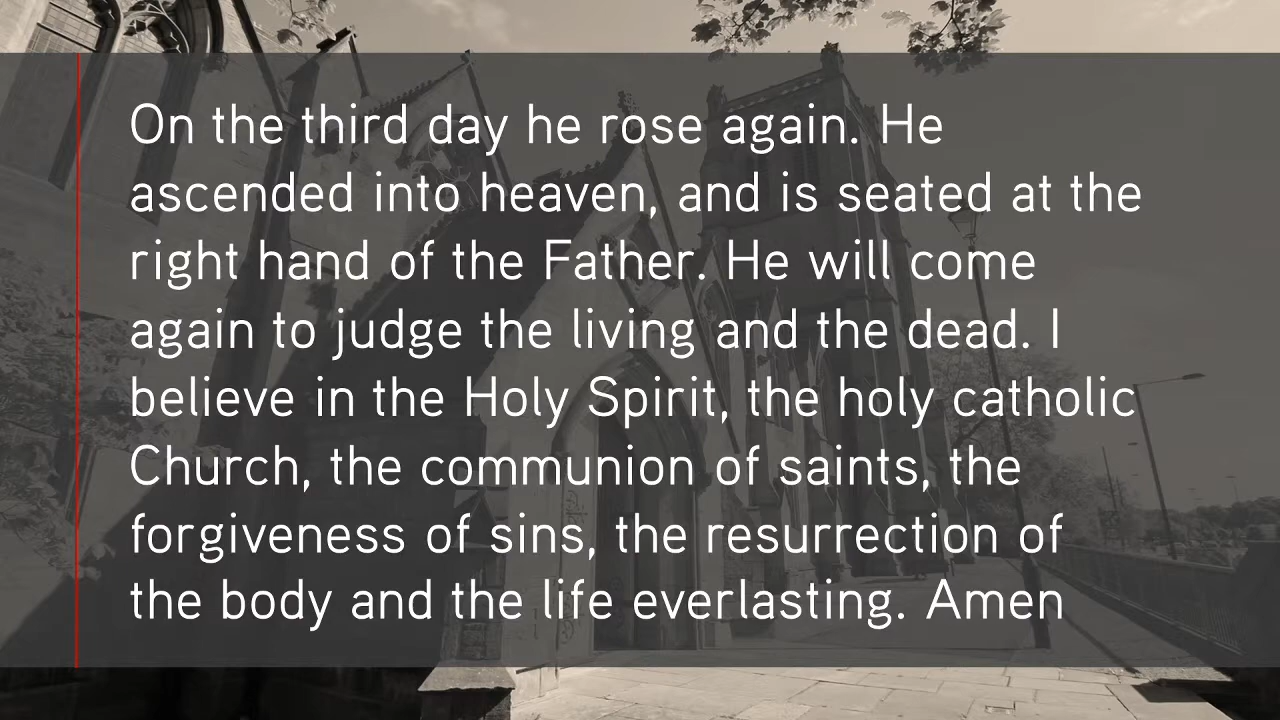 On the third day he rose again. He
ascended into heaven, and is seated at the
right hand of the Father. He will come
again to judge the living and the dead. I
believe in the Holy Spirit, the holy catholic
Church, the communion of saints, the
forgiveness of sins, the resurrection of
the body and the life everlasting. Amen